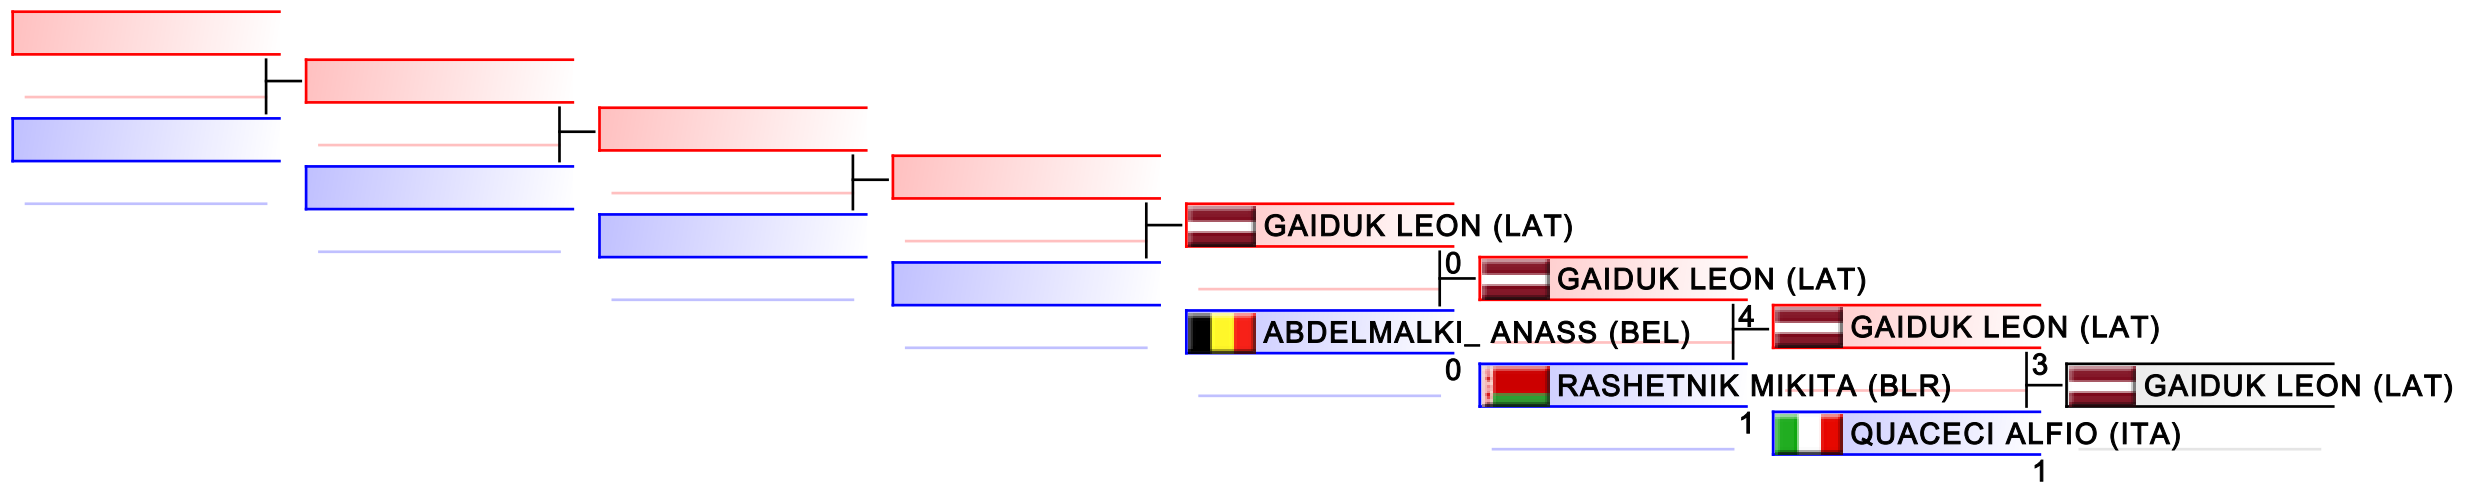 GAIDUK LEON (LAT)
0
GAIDUK LEON (LAT)
ABDELMALKI_ ANASS (BEL)
4
GAIDUK LEON (LAT)
0
RASHETNIK MIKITA (BLR)
3
GAIDUK LEON (LAT)
1
QUACECI ALFIO (ITA)
1